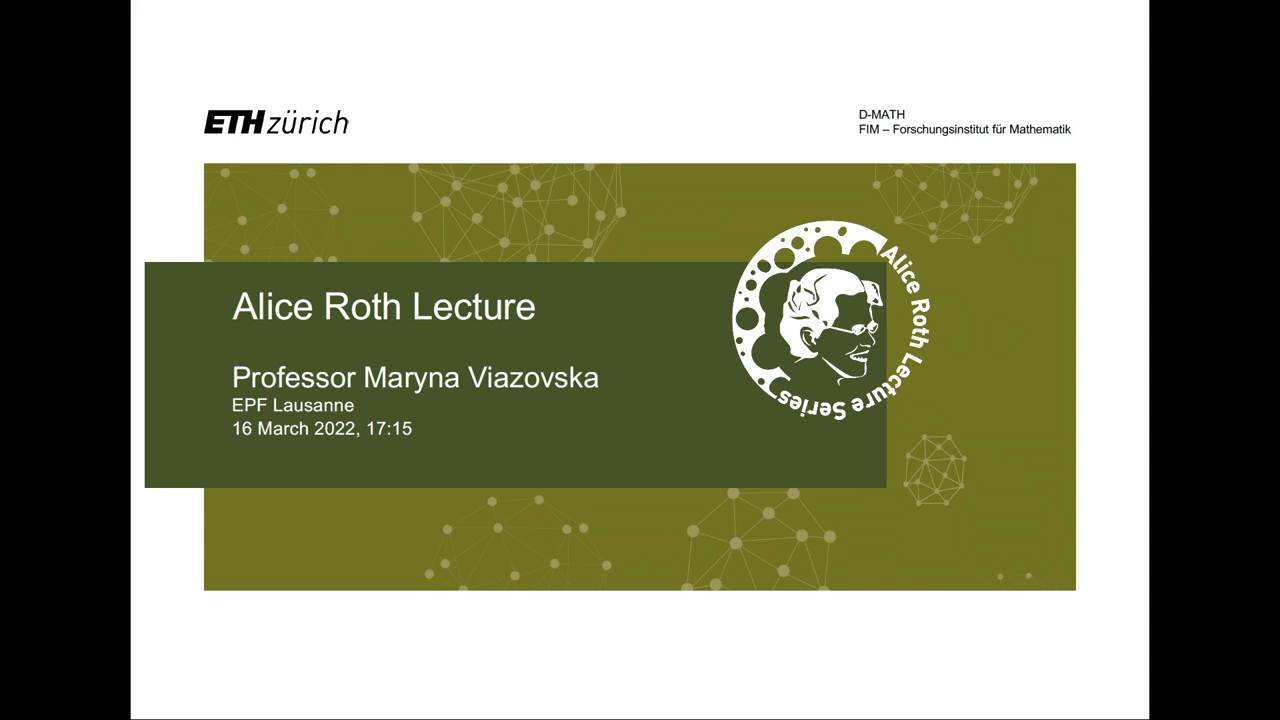 ETH zürich
D-MATH
FIM – Forschungsinstitut für Mathematik
Alice Roth Lecture
Professor Maryna Viazovska
EPF Lausanne
16 March 2022, 17:15
Alice Roth Lecture Series